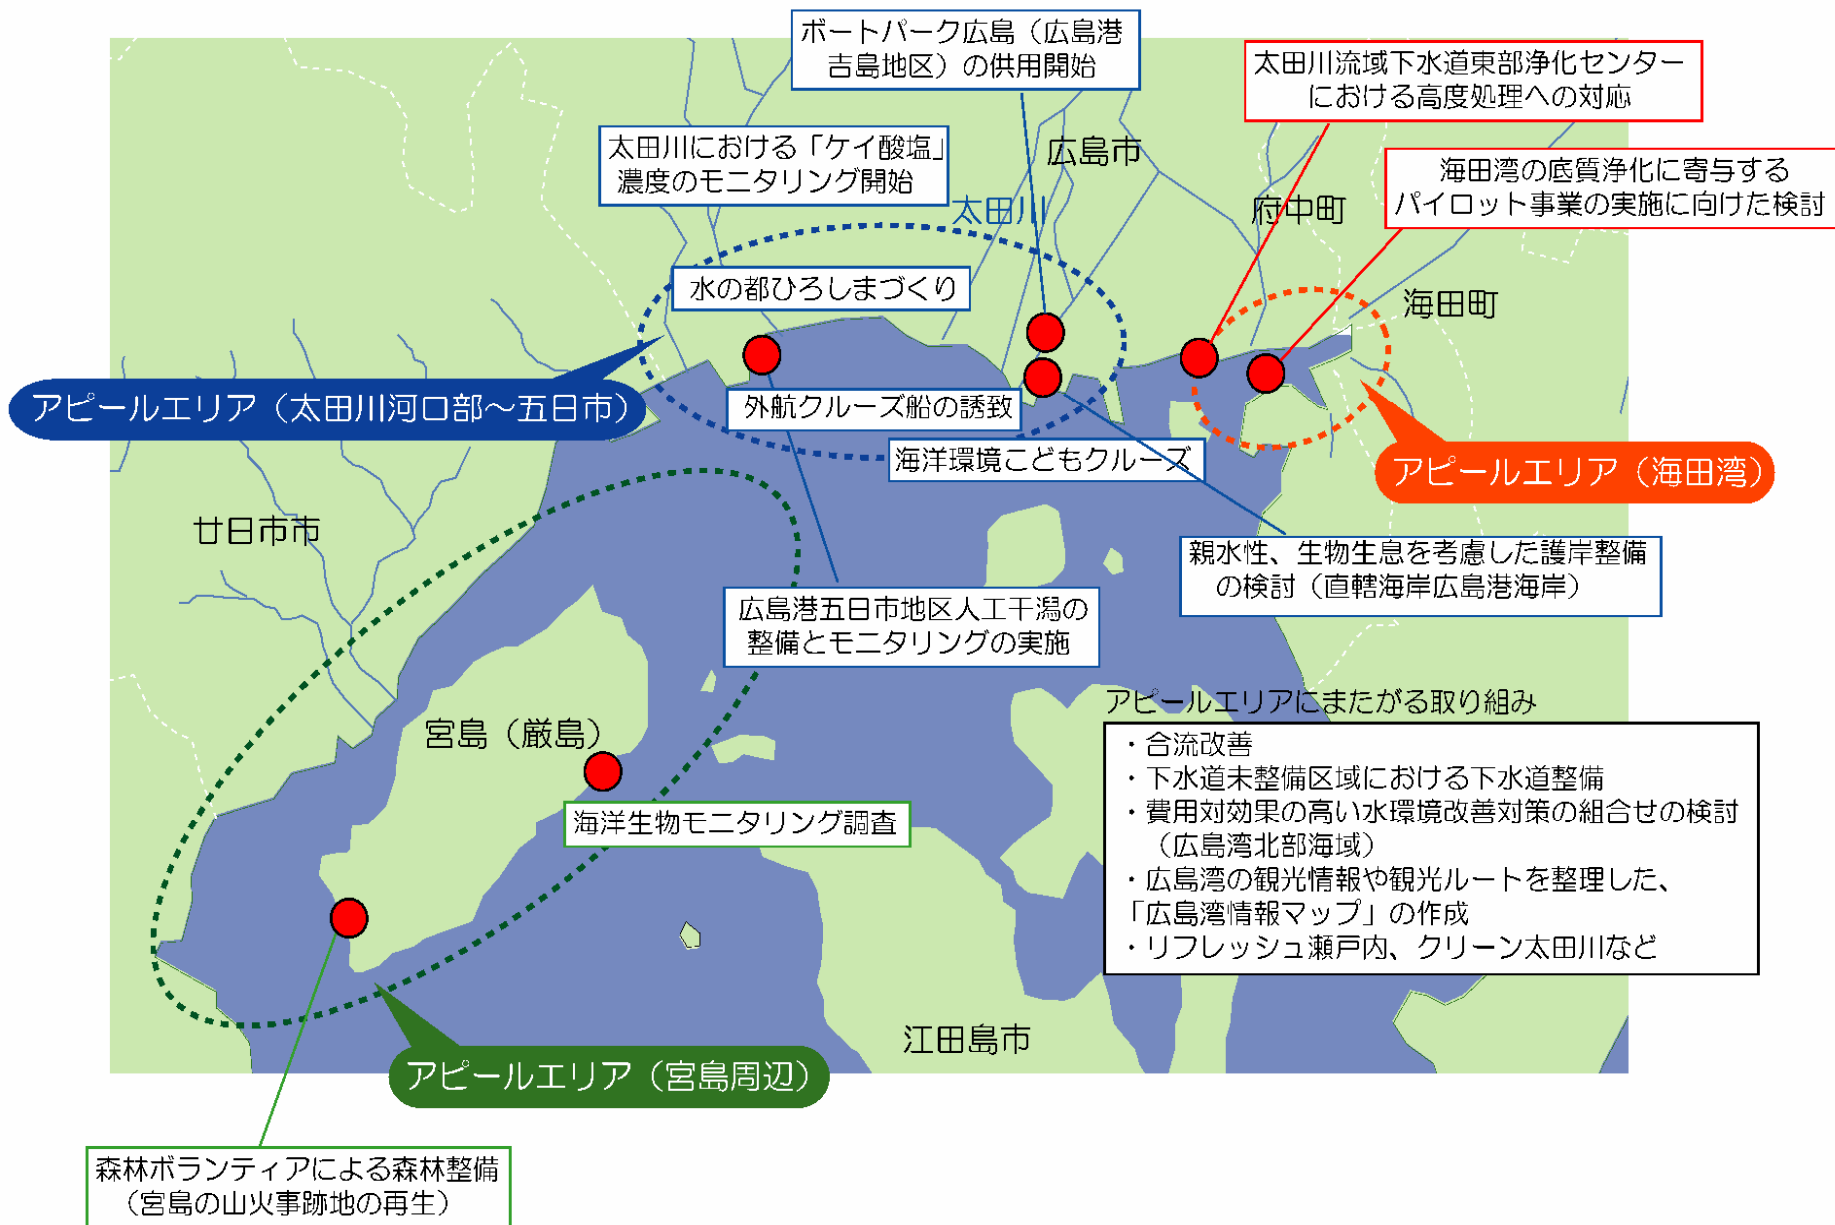 ボートパーク広島（広島港
吉島地区）の供用開始
太田川流域下水道東部浄化センター
における高度処理への対応
太田川における「ケイ酸塩」
濃度のモニタリング開始
広島市
海田湾の底質浄化に寄与する
パイロット事業の実施に向けた検討
太田川
府中町
水の都ひろしまづくり
海田町
アピールエリア（太田川河口部～五日市）
外航クルーズ船の誘致
海洋環境こどもクルーズ
アピールエリア（海田湾）
廿日市市
親水性、生物生息を考慮した護岸整備
の検討（直轄海岸広島港海岸）
広島港五日市地区人工干潟の
整備とモニタリングの実施
宮島（厳島）
海洋生物モニタリング調査
アピールエリアにまたがる取り組み
・合流改善
・下水道未整備区域における下水道整備
・費用対効果の高い水環境改善対策の組合せの検討
（広島湾北部海域）
・広島湾の観光情報や観光ルートを整理した、
「広島湾情報マップ」の作成
・リフレッシュ瀬戸内、クリーン太田川など
江田島市
アピールエリア（宮島周辺）
森林ボランティアによる森林整備
（宮島の山火事跡地の再生）